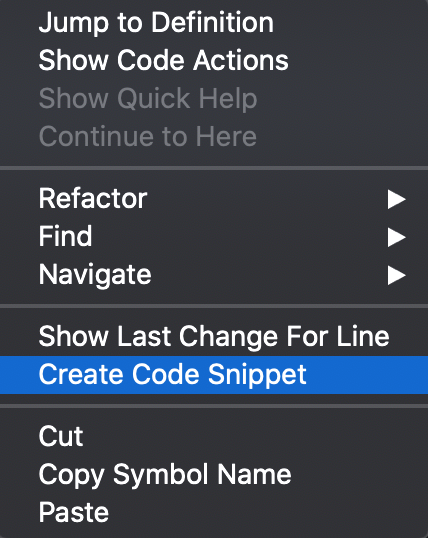 Jump to Definition
Show Code Actions
Show Quick Help
Continue to Here
Refactor
Find
Navigate
Show Last Change For Line
Create Code Snippet
Cut
Copy Symbol Name
Paste